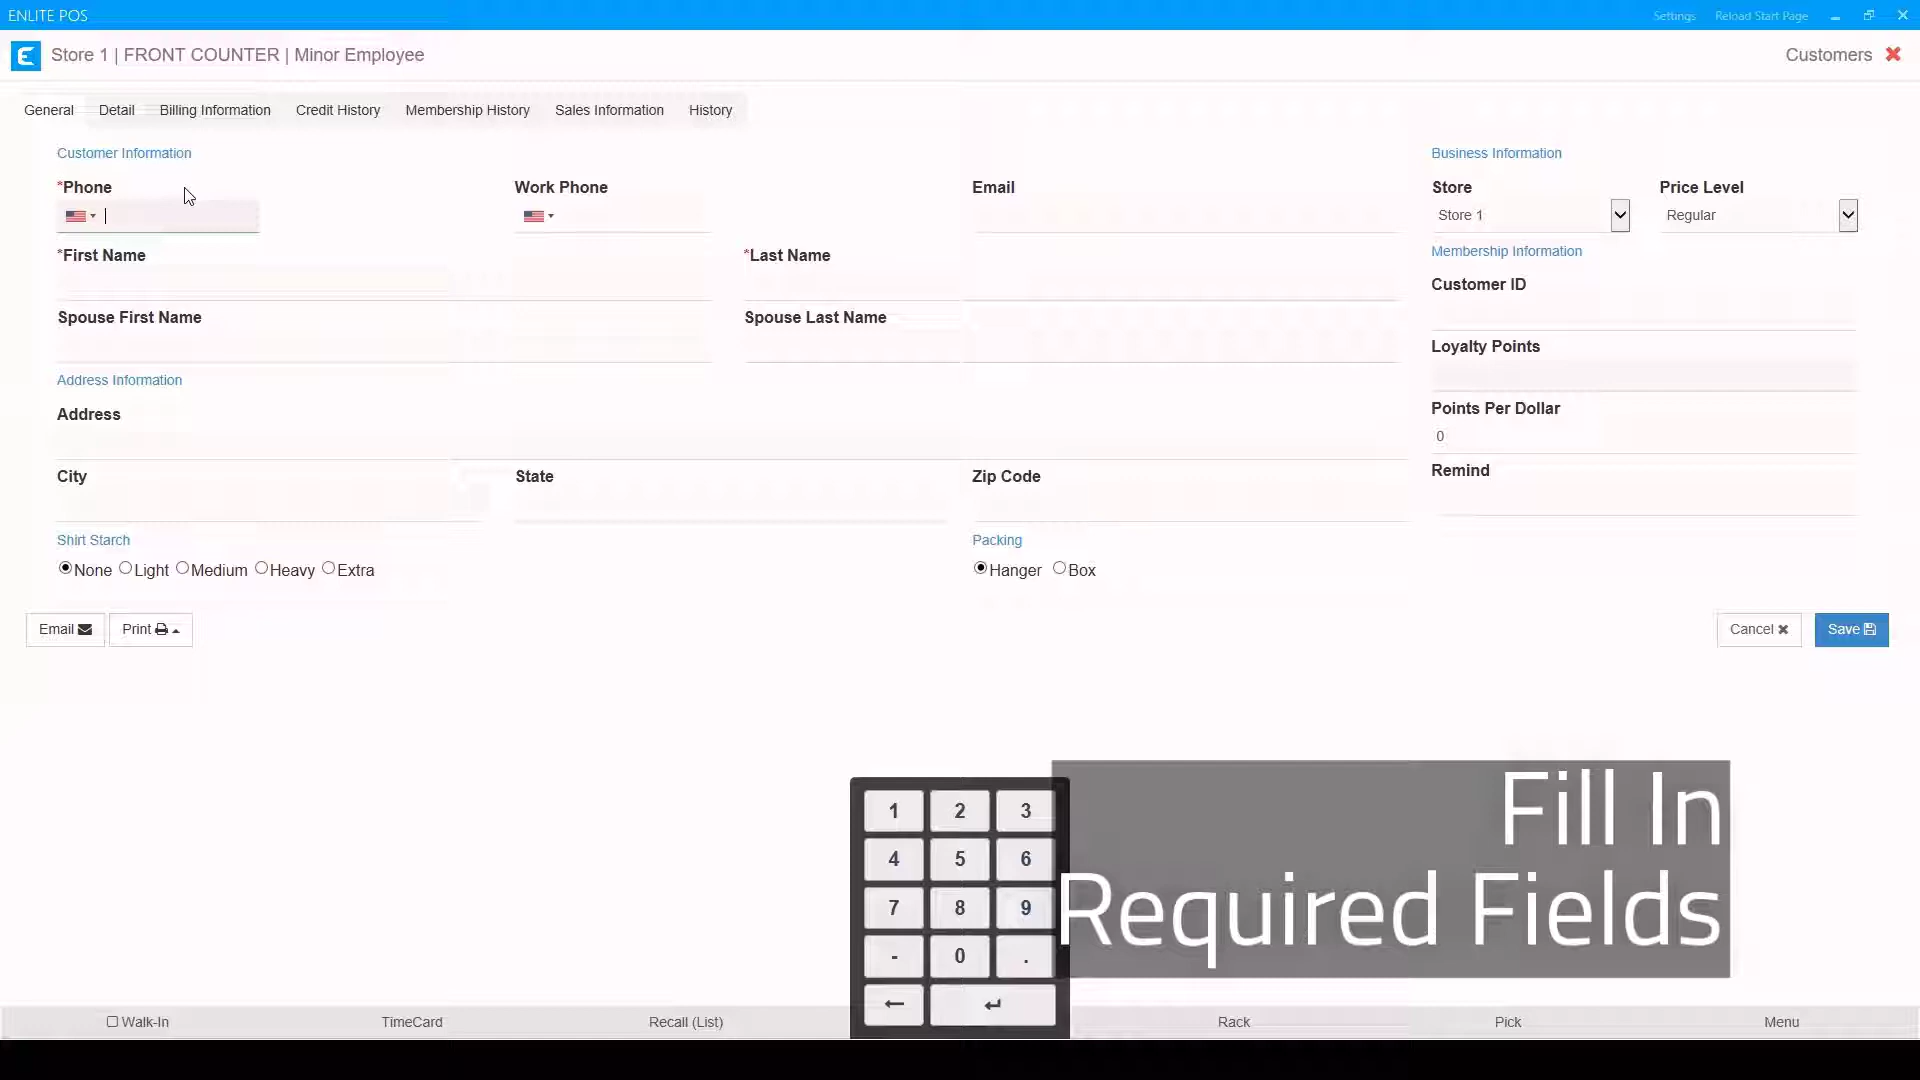 ENLITE POS
Settings Reload Start Page
Store 1 | FRONT COUNTER | Minor Employee
Customers
General Detail Billing Information Credit History Membership History Sales Information History
Customer Information
Business Information
*Phone Work Phone Email
Store Price Level
Store 1 Regular
*First Name *Last Name
Membership Information
Customer ID
Spouse First Name Spouse Last Name
Loyalty Points
Address Information
Address
Points Per Dollar
0
City State Zip Code
Remind
Shirt Starch
Packing
None Light Medium Heavy Extra
Hanger Box
Email Print
Cancel Save
1 2 3
4 5 6
7 8 9
- 0 .
Fill In
Required Fields
Walk-In TimeCard Recall (List) Rack Pick Menu